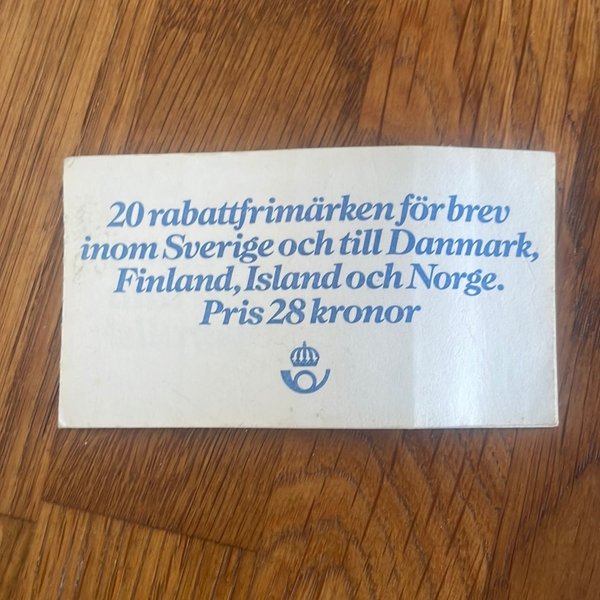 20 rabattfrimärken för brev
inom Sverige och till Danmark,
Finland, Island och Norge.
Pris 28 kronor